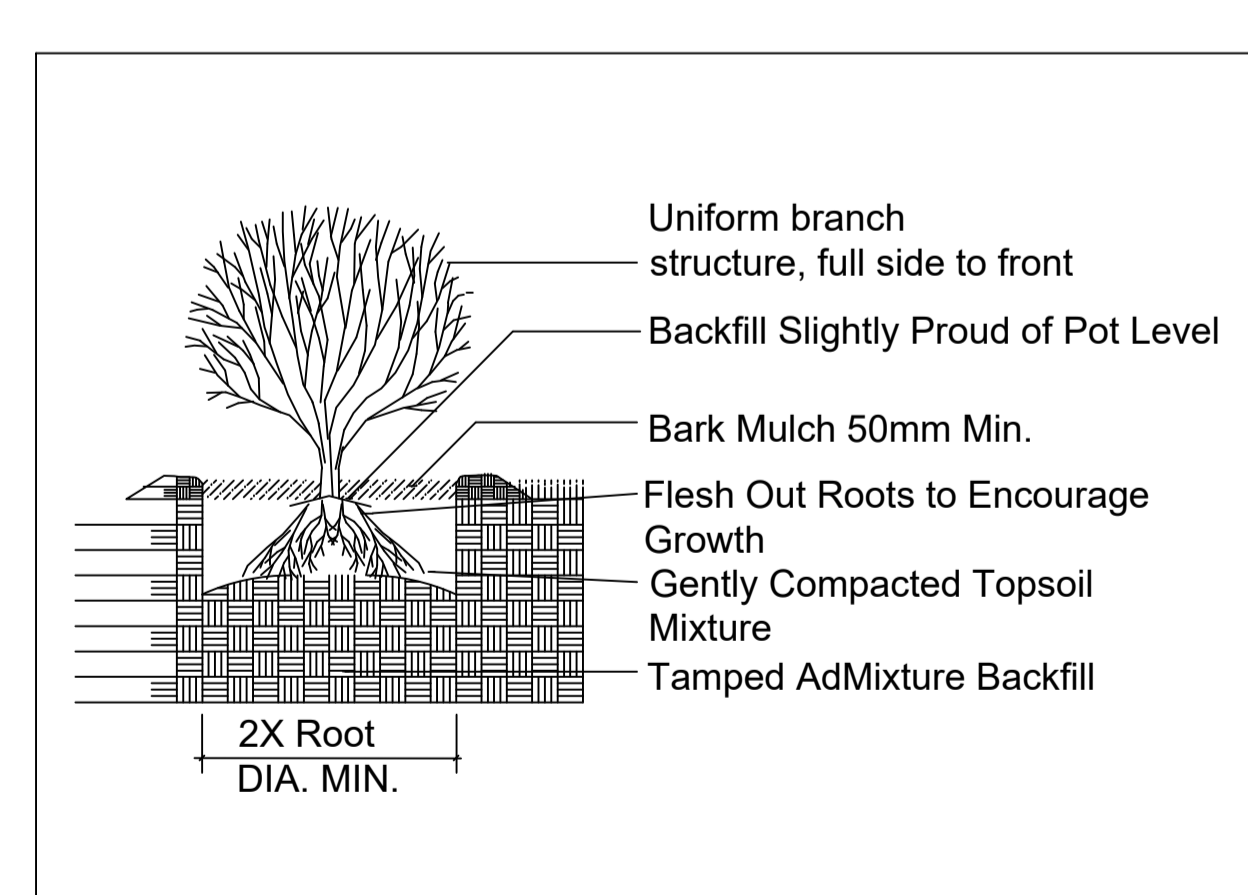 Uniform branch
structure, full side to front
Backfill Slightly Proud of Pot Level
Bark Mulch 50mm Min.
Flesh Out Roots to Encourage
Growth
Gently Compacted Topsoil
Mixture
Tamped AdMixture Backfill
2X Root
DIA. MIN.